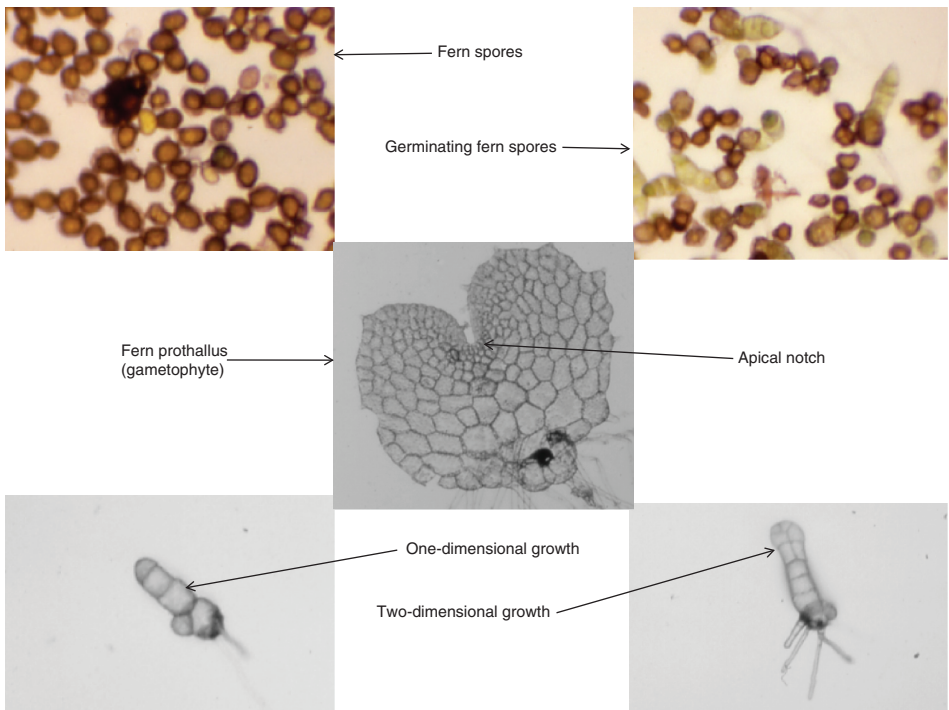 Fern spores
Germinating fern spores
Fern prothallus
(gametophyte)
Apical notch
One-dimensional growth
Two-dimensional growth